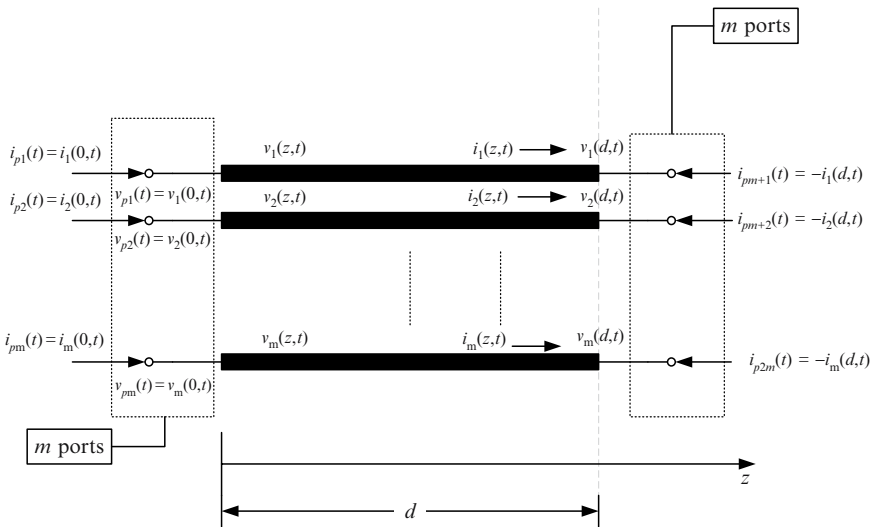 m ports
v_1(z,t) i_1(z,t) v_1(d,t)
i_{p1}(t) = i_1(0,t)
i_{pm+1}(t) = −i_1(d,t)
v_{p1}(t) = v_1(0,t) v_2(z,t) i_2(z,t) v_2(d,t)
i_{p2}(t) = i_2(0,t)
i_{pm+2}(t) = −i_2(d,t)
v_{p2}(t) = v_2(0,t)
i_{pm}(t) = i_m(0,t) v_m(z,t) i_m(z,t) v_m(d,t)
i_{p2m}(t) = −i_m(d,t)
v_{pm}(t) = v_m(0,t)
m ports
z
d